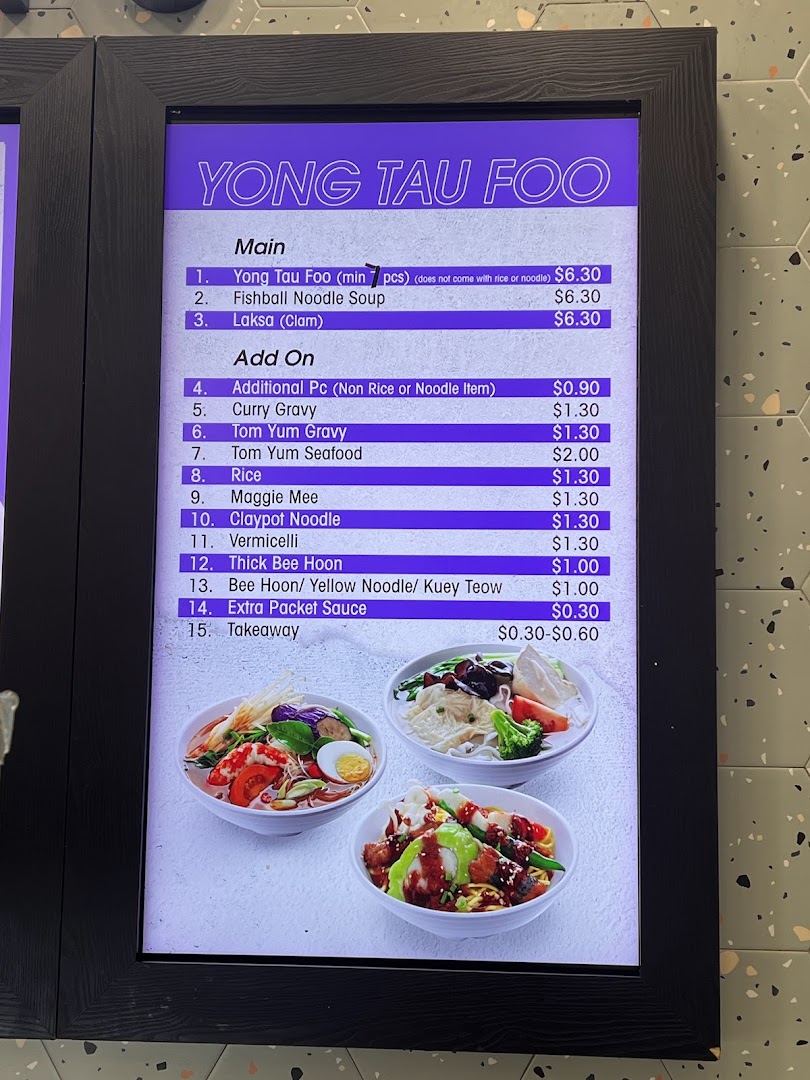 YONG TAU FOO
Main
1. Yong Tau Foo (min 7 pcs) (does not come with rice or noodle) $6.30
2. Fishball Noodle Soup $6.30
3. Laksa (Clam) $6.30
Add On
4. Additional Pc (Non Rice or Noodle Item) $0.90
5. Curry Gravy $1.30
6. Tom Yum Gravy $1.30
7. Tom Yum Seafood $2.00
8. Rice $1.30
9. Maggie Mee $1.30
10. Claypot Noodle $1.30
11. Vermicelli $1.30
12. Thick Bee Hoon $1.00
13. Bee Hoon/ Yellow Noodle/ Kuey Teow $1.00
14. Extra Packet Sauce $0.30
15. Takeaway $0.30-$0.60